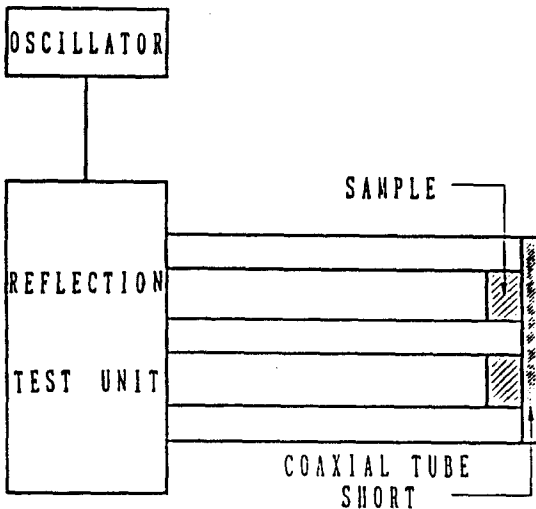 OSCILLATOR
SAMPLE
REFLECTION
TEST UNIT
COAXIAL TUBE
SHORT